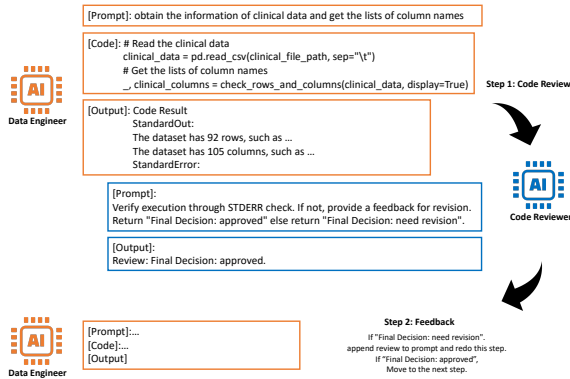 [Prompt]: obtain the information of clinical data and get the lists of column names
[Code]: # Read the clinical data
clinical_data = pd.read_csv(clinical_file_path, sep="\t")
# Get the lists of column names
_, clinical_columns = check_rows_and_columns(clinical_data, display=True)
AI
Data Engineer
Step 1: Code Review
[Output]: Code Result
StandardOut:
The dataset has 92 rows, such as ...
The dataset has 105 columns, such as ...
StandardError:
AI
Code Reviewer
[Prompt]:
Verify execution through STDERR check. If not, provide a feedback for revision.
Return "Final Decision: approved" else return "Final Decision: need revision".
[Output]:
Review: Final Decision: approved.
AI
Data Engineer
[Prompt]:...
[Code]:...
[Output]
Step 2: Feedback
If "Final Decision: need revision".
append review to prompt and redo this step.
If "Final Decision: approved",
Move to the next step.